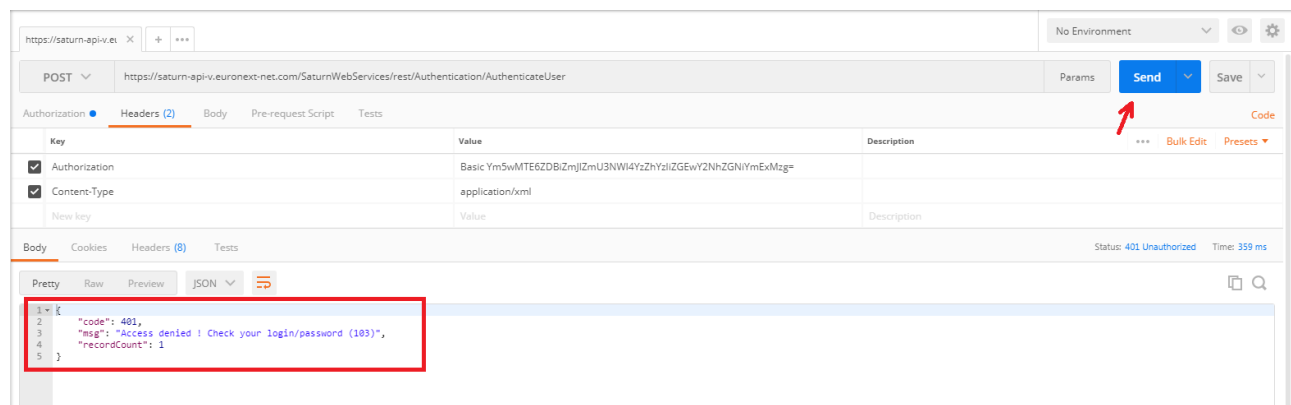 https://saturn-api-v.eu × + ••• No Environment
POST https://saturn-api-v.euronext-net.com/SaturnWebServices/rest/Authentication/AuthenticateUser Params Send Save
Authorization Headers (2) Body Pre-request Script Tests Code
Key Value Description ••• Bulk Edit Presets
Authorization Basic Ym5wMTE6ZDBiZmJlZmU3NWI4YzZhYzliZGEwY2NhZGNiYmExMzg=
Content-Type application/xml
New key Value Description
Body Cookies Headers (8) Tests Status: 401 Unauthorized Time: 359 ms
Pretty Raw Preview JSON
1 {
2 "code": 401,
3 "msg": "Access denied ! Check your login/password (103)",
4 "recordCount": 1
5 }